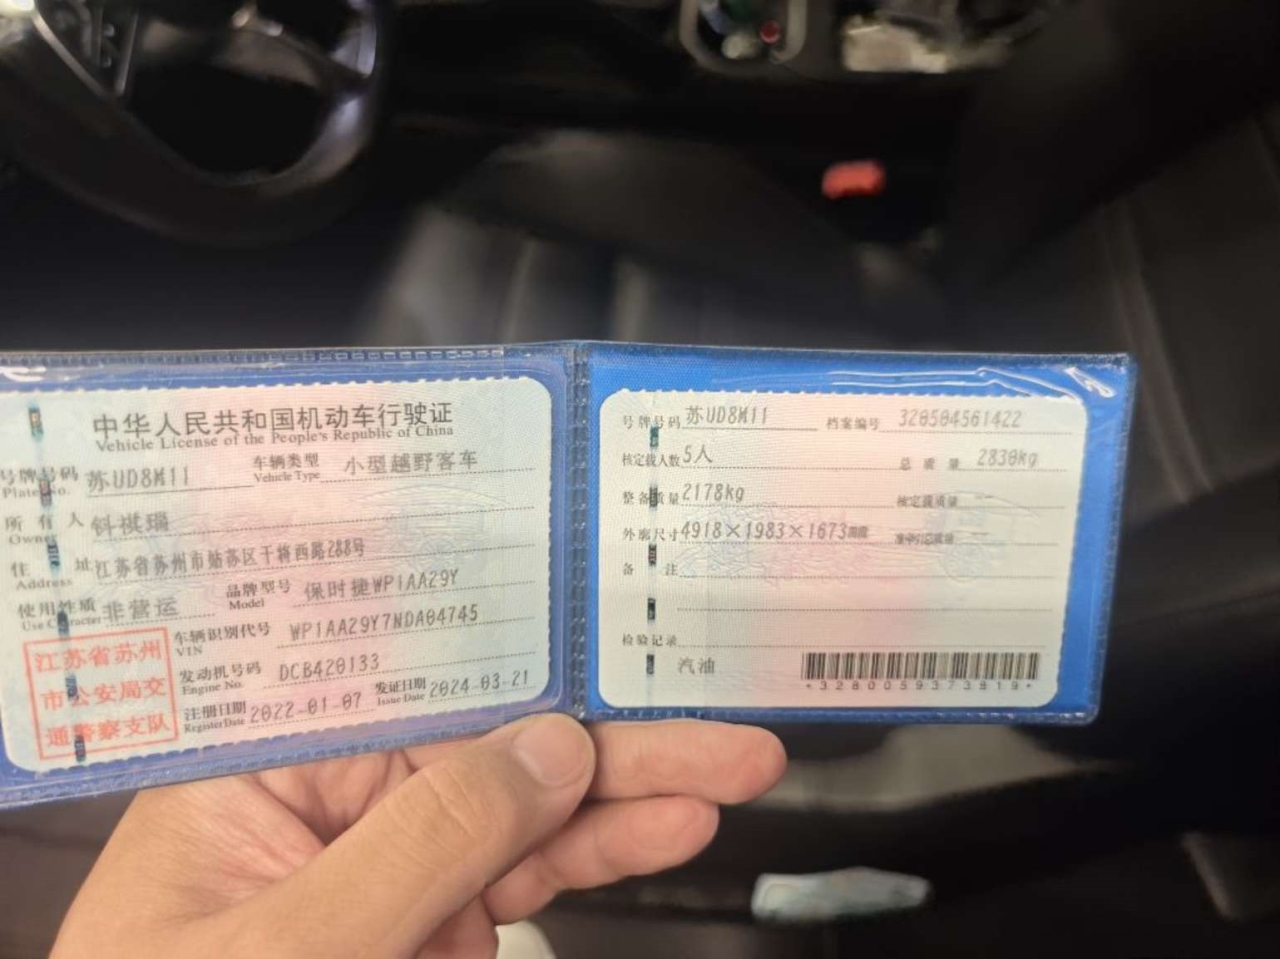 中华人民共和国机动车行驶证
Vehicle License of the People's Republic of China
号牌号码 苏UD8M11 车辆类型 小型越野客车
Plate No. Vehicle Type
所有人 钭祺瑞
Owner
住址 江苏省苏州市姑苏区干将西路288号
Address
使用性质 非营运 品牌型号 保时捷WP1AA29Y
Use Character Model
江苏省苏州
市公安局交
通警察支队
车辆识别代号 WP1AA29Y7NDA04745
VIN
发动机号码 DCB420133
Engine No.
注册日期 2022-01-07 发证日期 2024-03-21
Register Date Issue Date
号牌号码 苏UD8M11 档案编号 320504561422
核定载人数 5人 总质量 2830kg
整备质量 2178kg 核定载质量 --
外廓尺寸 4918×1983×1673mm 准牵引总质量 --
备注
检验记录
汽油
*3280059373819*